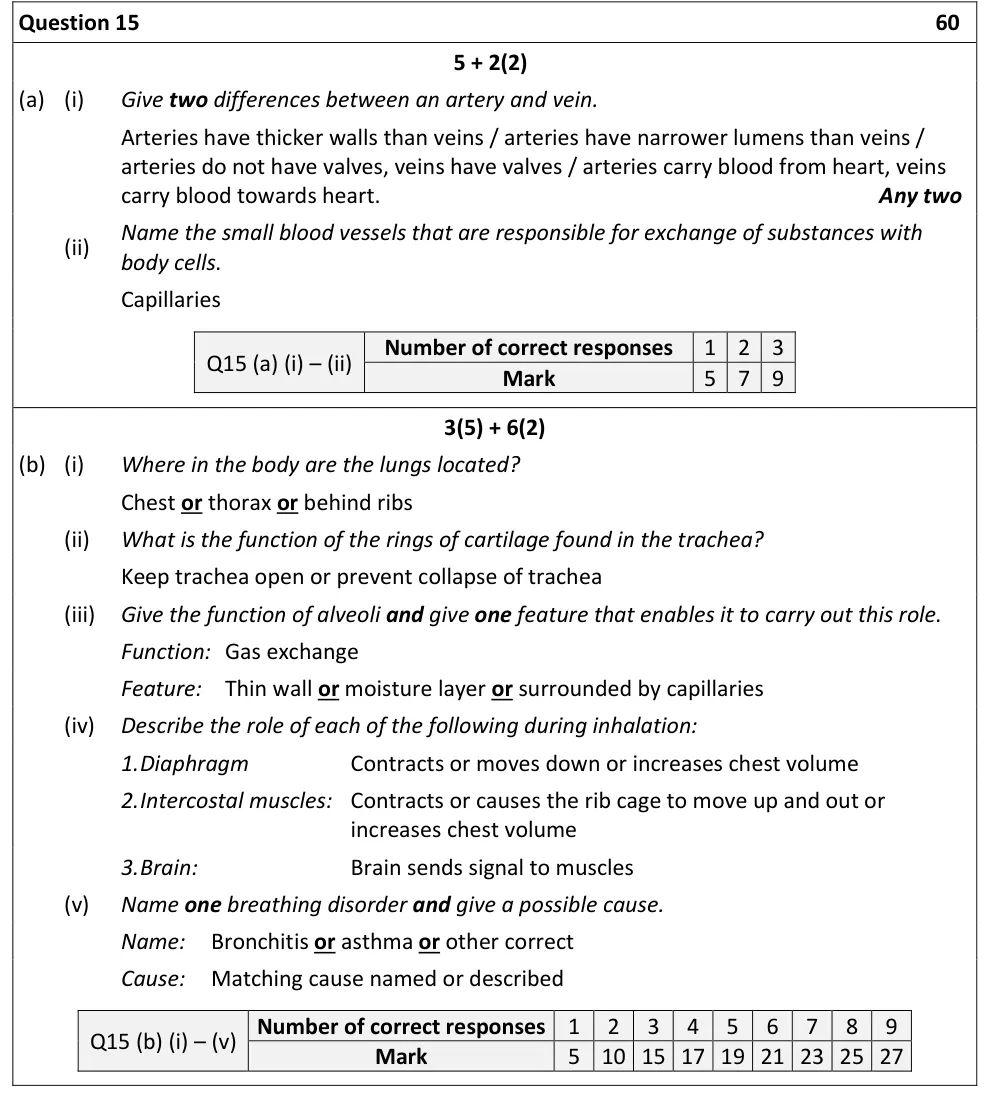 Question 15 60
5 + 2(2)
(a) (i) Give two differences between an artery and vein.
Arteries have thicker walls than veins / arteries have narrower lumens than veins /
arteries do not have valves, veins have valves / arteries carry blood from heart, veins
carry blood towards heart. Any two
(ii) Name the small blood vessels that are responsible for exchange of substances with
body cells.
Capillaries
Q15 (a) (i) – (ii) Number of correct responses 1 2 3
Mark 5 7 9
3(5) + 6(2)
(b) (i) Where in the body are the lungs located?
Chest or thorax or behind ribs
(ii) What is the function of the rings of cartilage found in the trachea?
Keep trachea open or prevent collapse of trachea
(iii) Give the function of alveoli and give one feature that enables it to carry out this role.
Function: Gas exchange
Feature: Thin wall or moisture layer or surrounded by capillaries
(iv) Describe the role of each of the following during inhalation:
1.Diaphragm Contracts or moves down or increases chest volume
2.Intercostal muscles: Contracts or causes the rib cage to move up and out or
increases chest volume
3.Brain: Brain sends signal to muscles
(v) Name one breathing disorder and give a possible cause.
Name: Bronchitis or asthma or other correct
Cause: Matching cause named or described
Q15 (b) (i) – (v) Number of correct responses 1 2 3 4 5 6 7 8 9
Mark 5 10 15 17 19 21 23 25 27